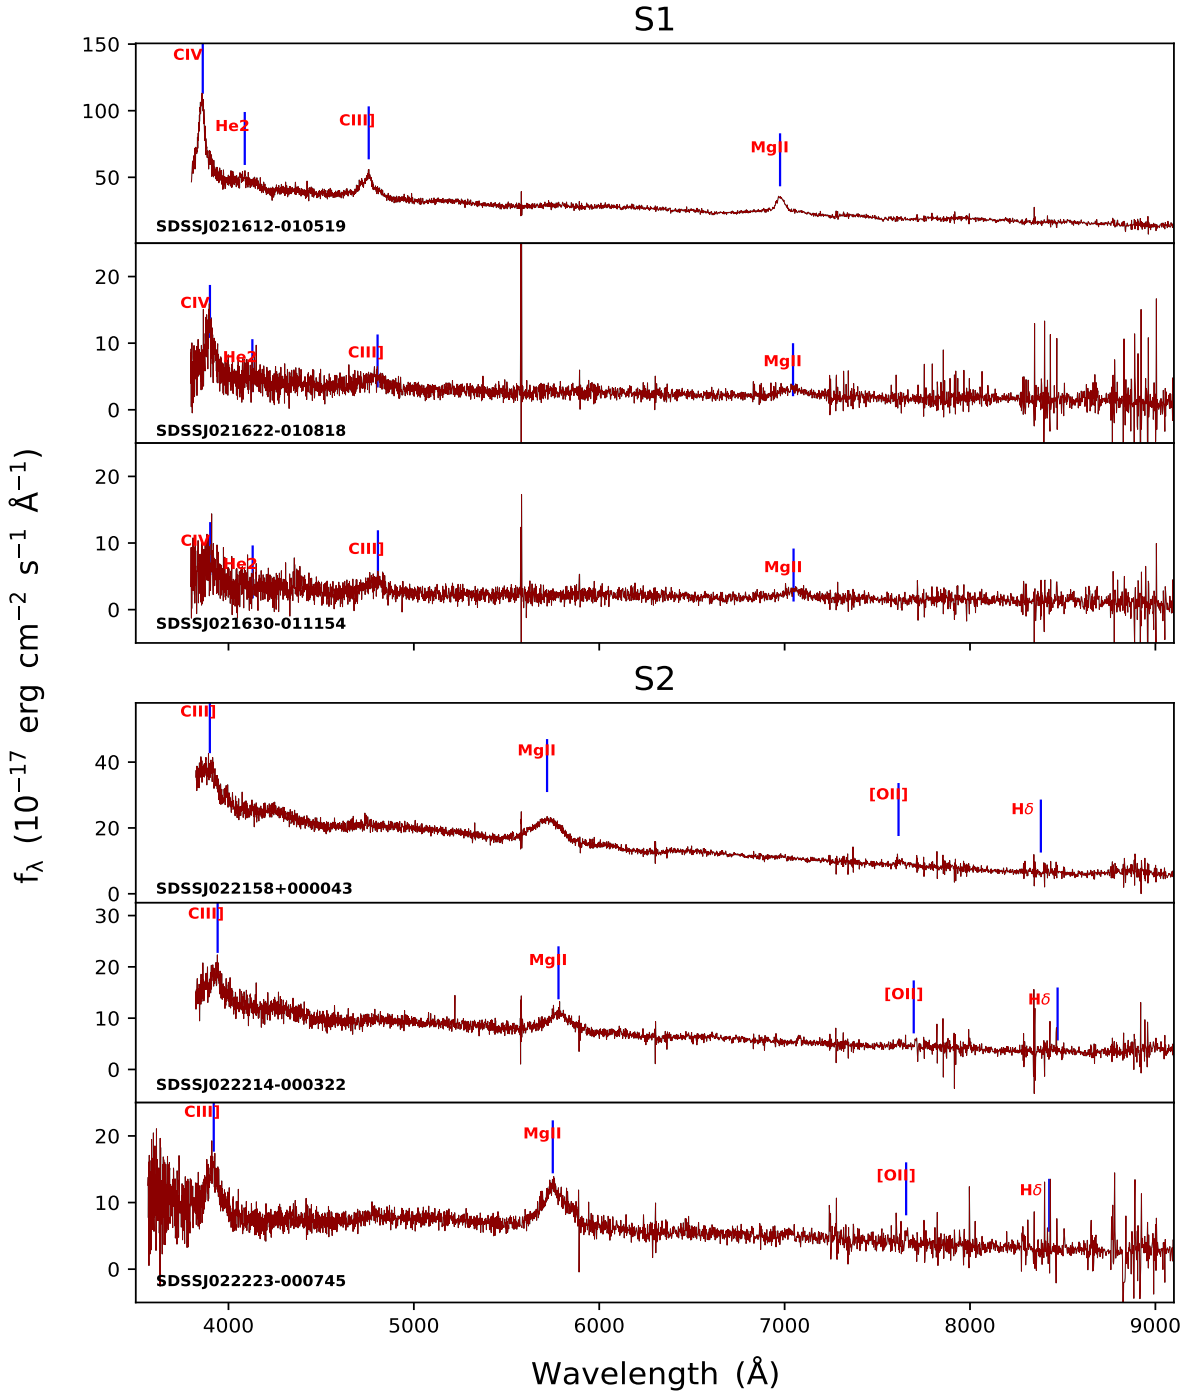 S1
150
100
50
CIV
He2
CIII]
MgII
SDSSJ021612-010519
20
10
0
CIV
He2
CIII]
MgII
SDSSJ021622-010818
20
10
0
CIV
He2
CIII]
MgII
SDSSJ021630-011154
S2
40
20
0
CIII]
MgII
[OII]
Hδ
SDSSJ022158+000043
30
20
10
0
CIII]
MgII
[OII]
Hδ
SDSSJ022214-000322
20
10
0
CIII]
MgII
[OII]
Hδ
SDSSJ022223-000745
4000 5000 6000 7000 8000 9000
Wavelength (Å)
f_λ (10⁻¹⁷ erg cm⁻² s⁻¹ Å⁻¹)